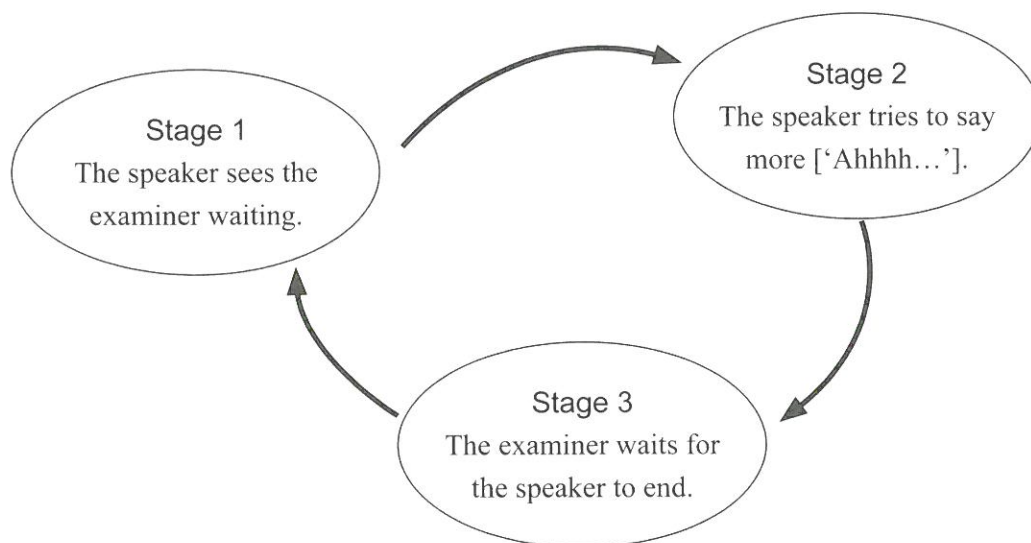 Stage 1
The speaker sees the
examiner waiting.
Stage 2
The speaker tries to say
more [‘Ahhhh…’].
Stage 3
The examiner waits for
the speaker to end.